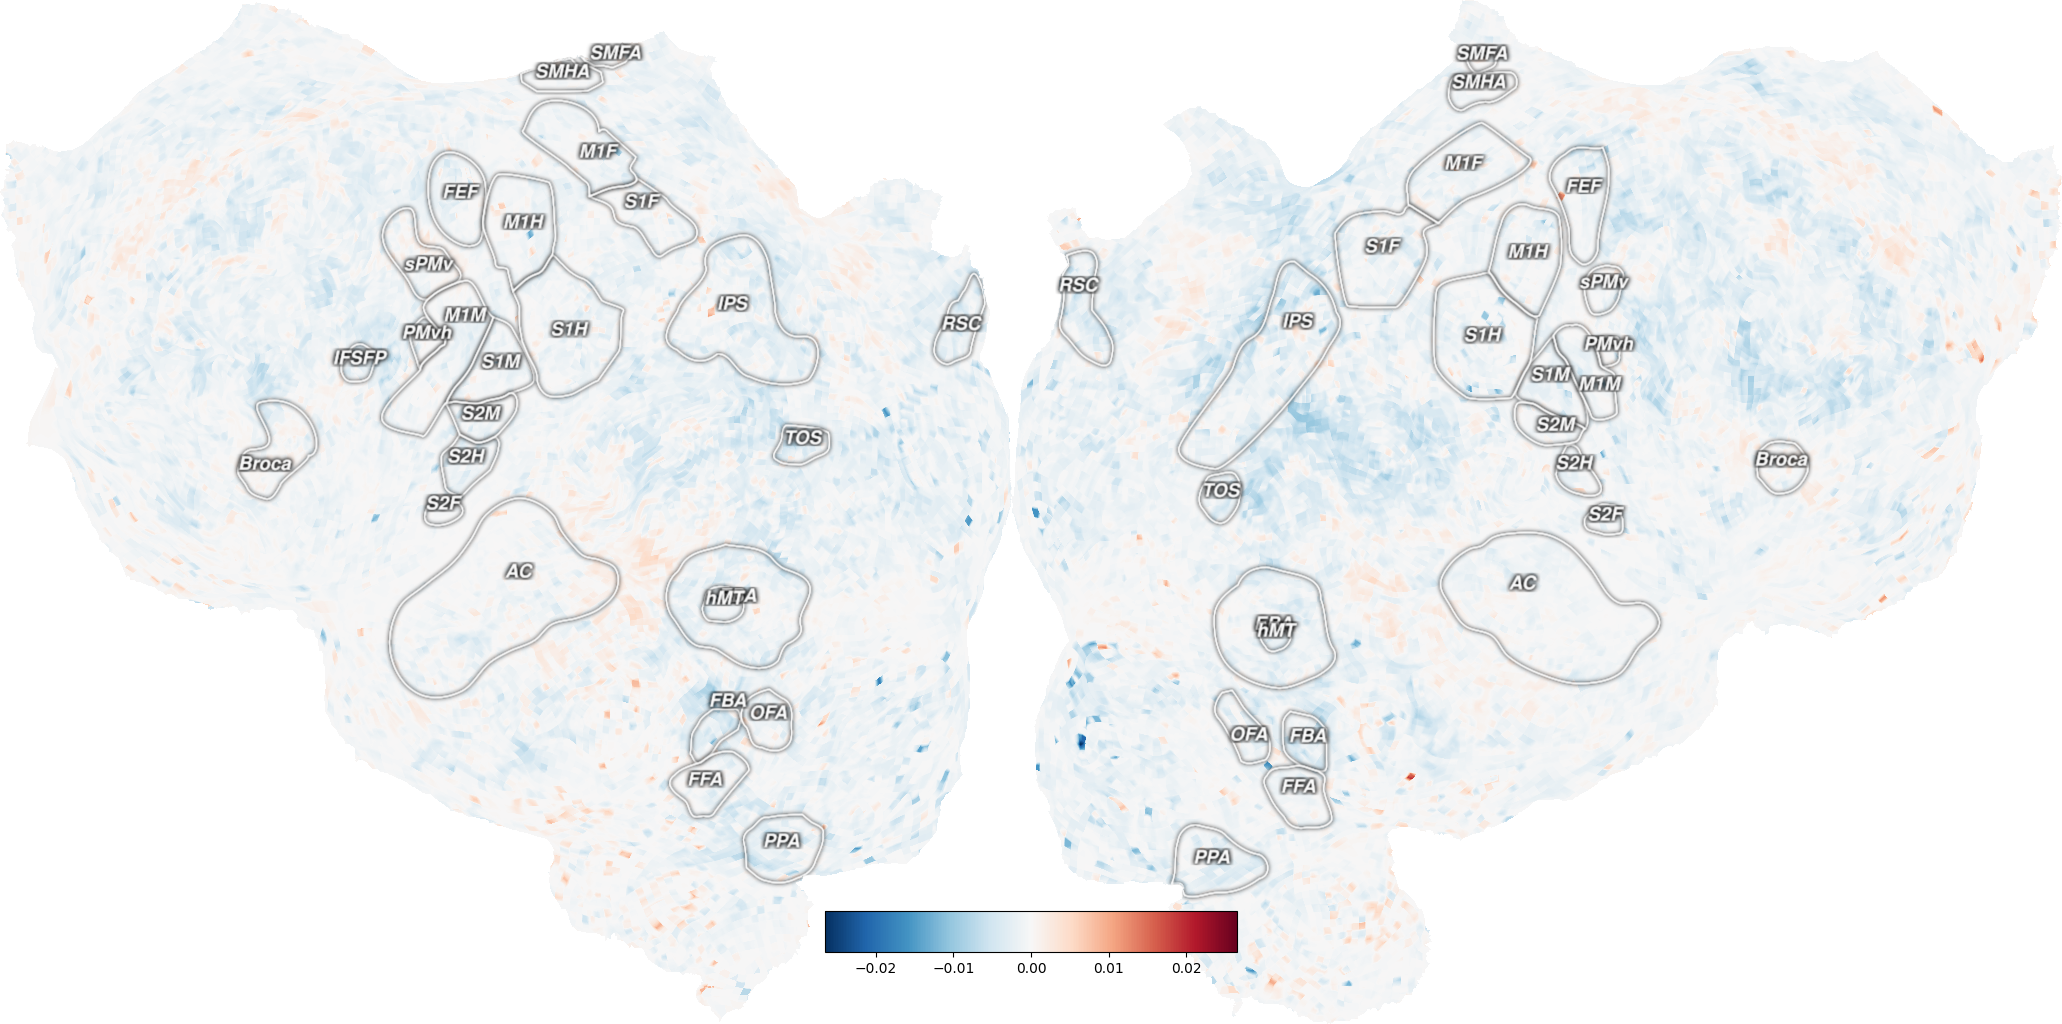 SMFA
SMHA
M1F
FEF
S1F
M1H
sPMv
IPS
M1M
RSC
PMvh
S1H
IFSFP
S1M
S2M
TOS
S2H
Broca
S2F
AC
hMT
FBA
OFA
FFA
PPA
SMFA
SMHA
M1F
FEF
S1F
M1H
RSC
sPMv
IPS
S1H
PMvh
S1M
M1M
S2M
S2H
Broca
TOS
S2F
AC
hMT
OFA
FBA
FFA
PPA
−0.02 −0.01 0.00 0.01 0.02